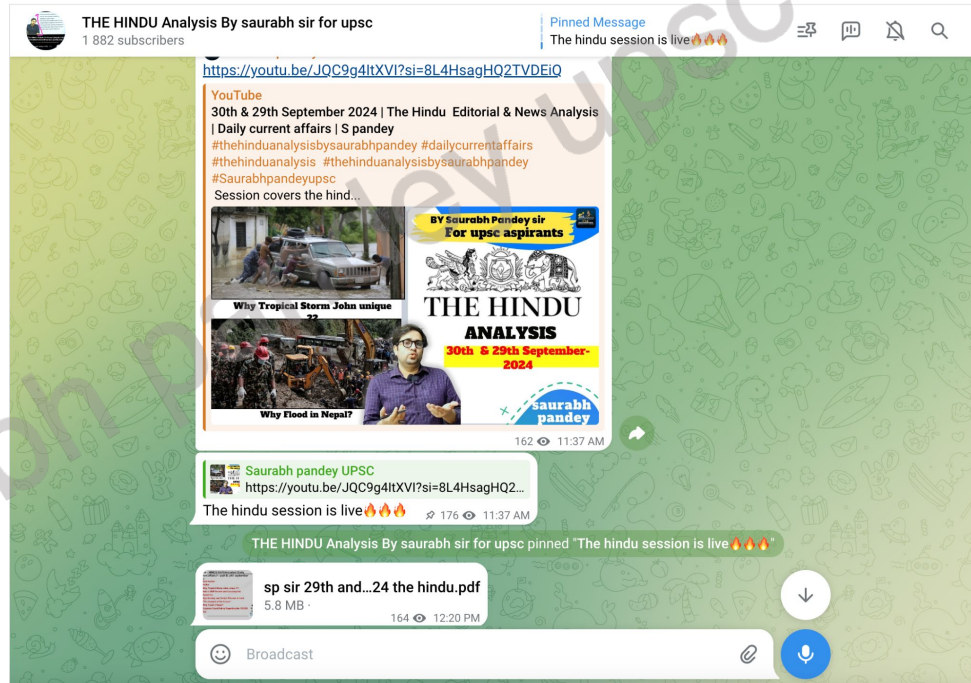 THE HINDU Analysis By saurabh sir for upsc
1 882 subscribers
Pinned Message
The hindu session is live🔥🔥🔥
https://youtu.be/JQC9g4ltXVI?si=8L4HsagHQ2TVDEiQ
YouTube
30th & 29th September 2024 | The Hindu Editorial & News Analysis
| Daily current affairs | S pandey
#thehinduanalysisbysaurabhpandey #dailycurrentaffairs
#thehinduanalysis #thehinduanalysisbysaurabhpandey
#Saurabhpandeyupsc
Session covers the hind...
Why Tropical Storm John unique
??
Why Flood in Nepal?
BY Saurabh Pandey sir
For upsc aspirants
THE HINDU
ANALYSIS
30th & 29th September-
2024
saurabh
pandey
162 11:37 AM
Saurabh pandey UPSC
https://youtu.be/JQC9g4ltXVI?si=8L4HsagHQ2...
The hindu session is live🔥🔥🔥
176 11:37 AM
THE HINDU Analysis By saurabh sir for upsc pinned "The hindu session is live🔥🔥🔥"
sp sir 29th and...24 the hindu.pdf
5.8 MB ·
164 12:20 PM
Broadcast
ph pandey upsc